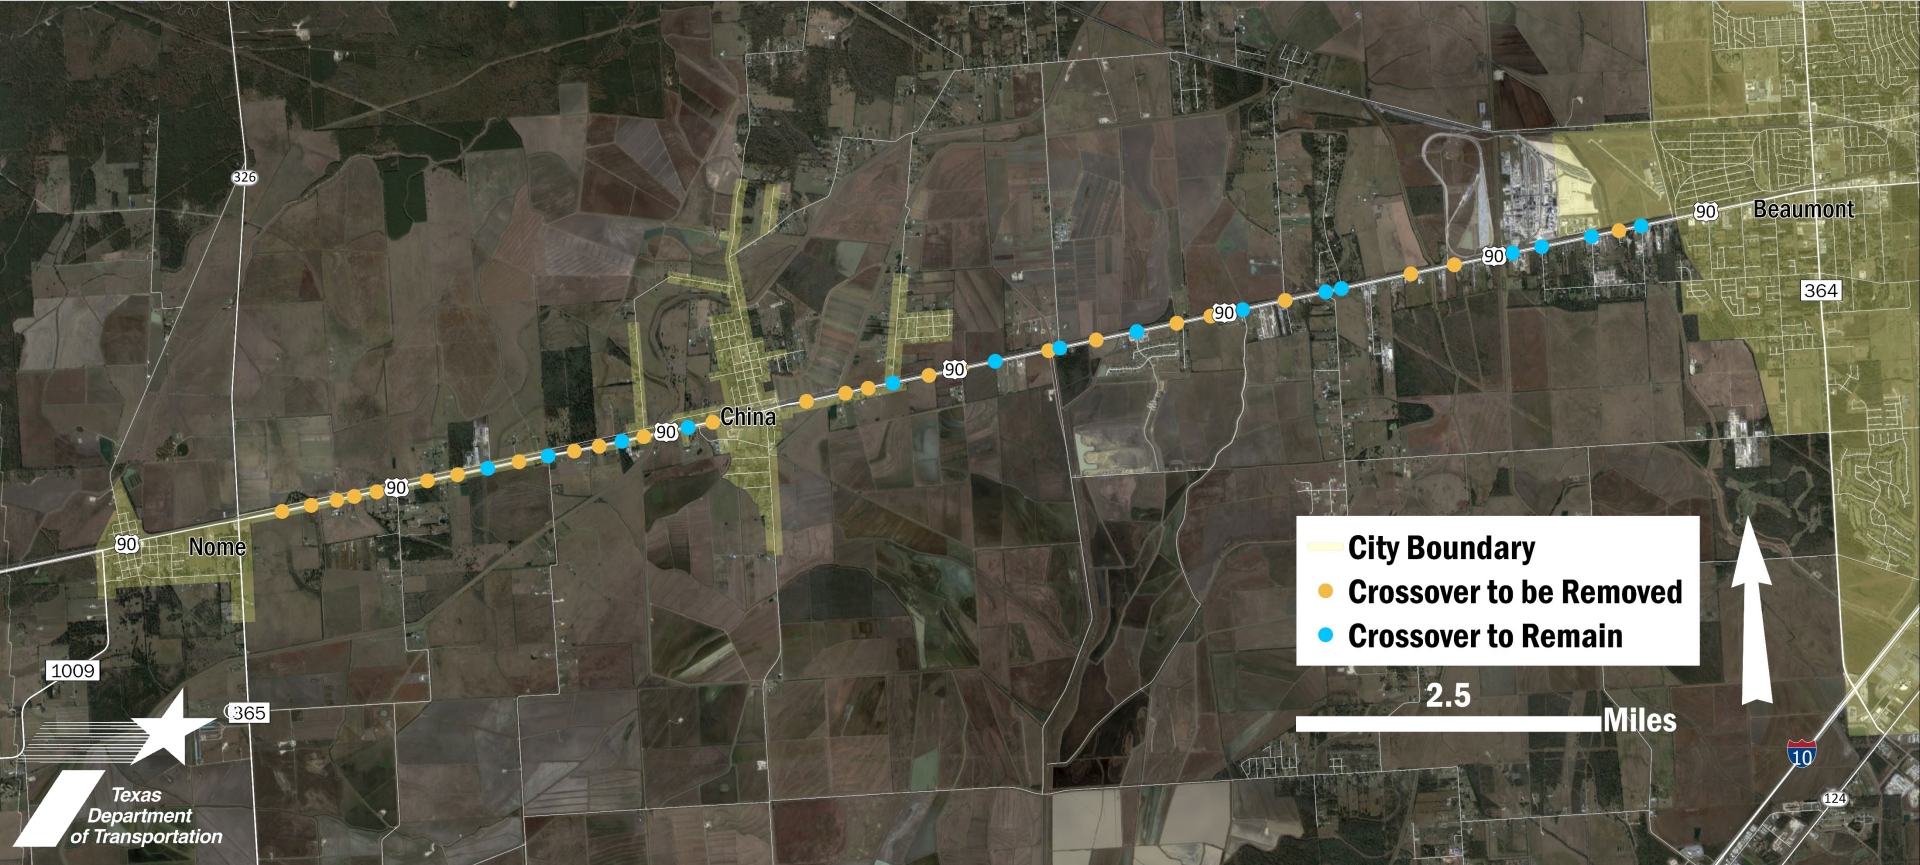 326
90
Beaumont
90
364
90
90
China
90
90
90
Nome
City Boundary
Crossover to be Removed
Crossover to Remain
1009
2.5
Miles
365
10
Texas
Department
of Transportation
124